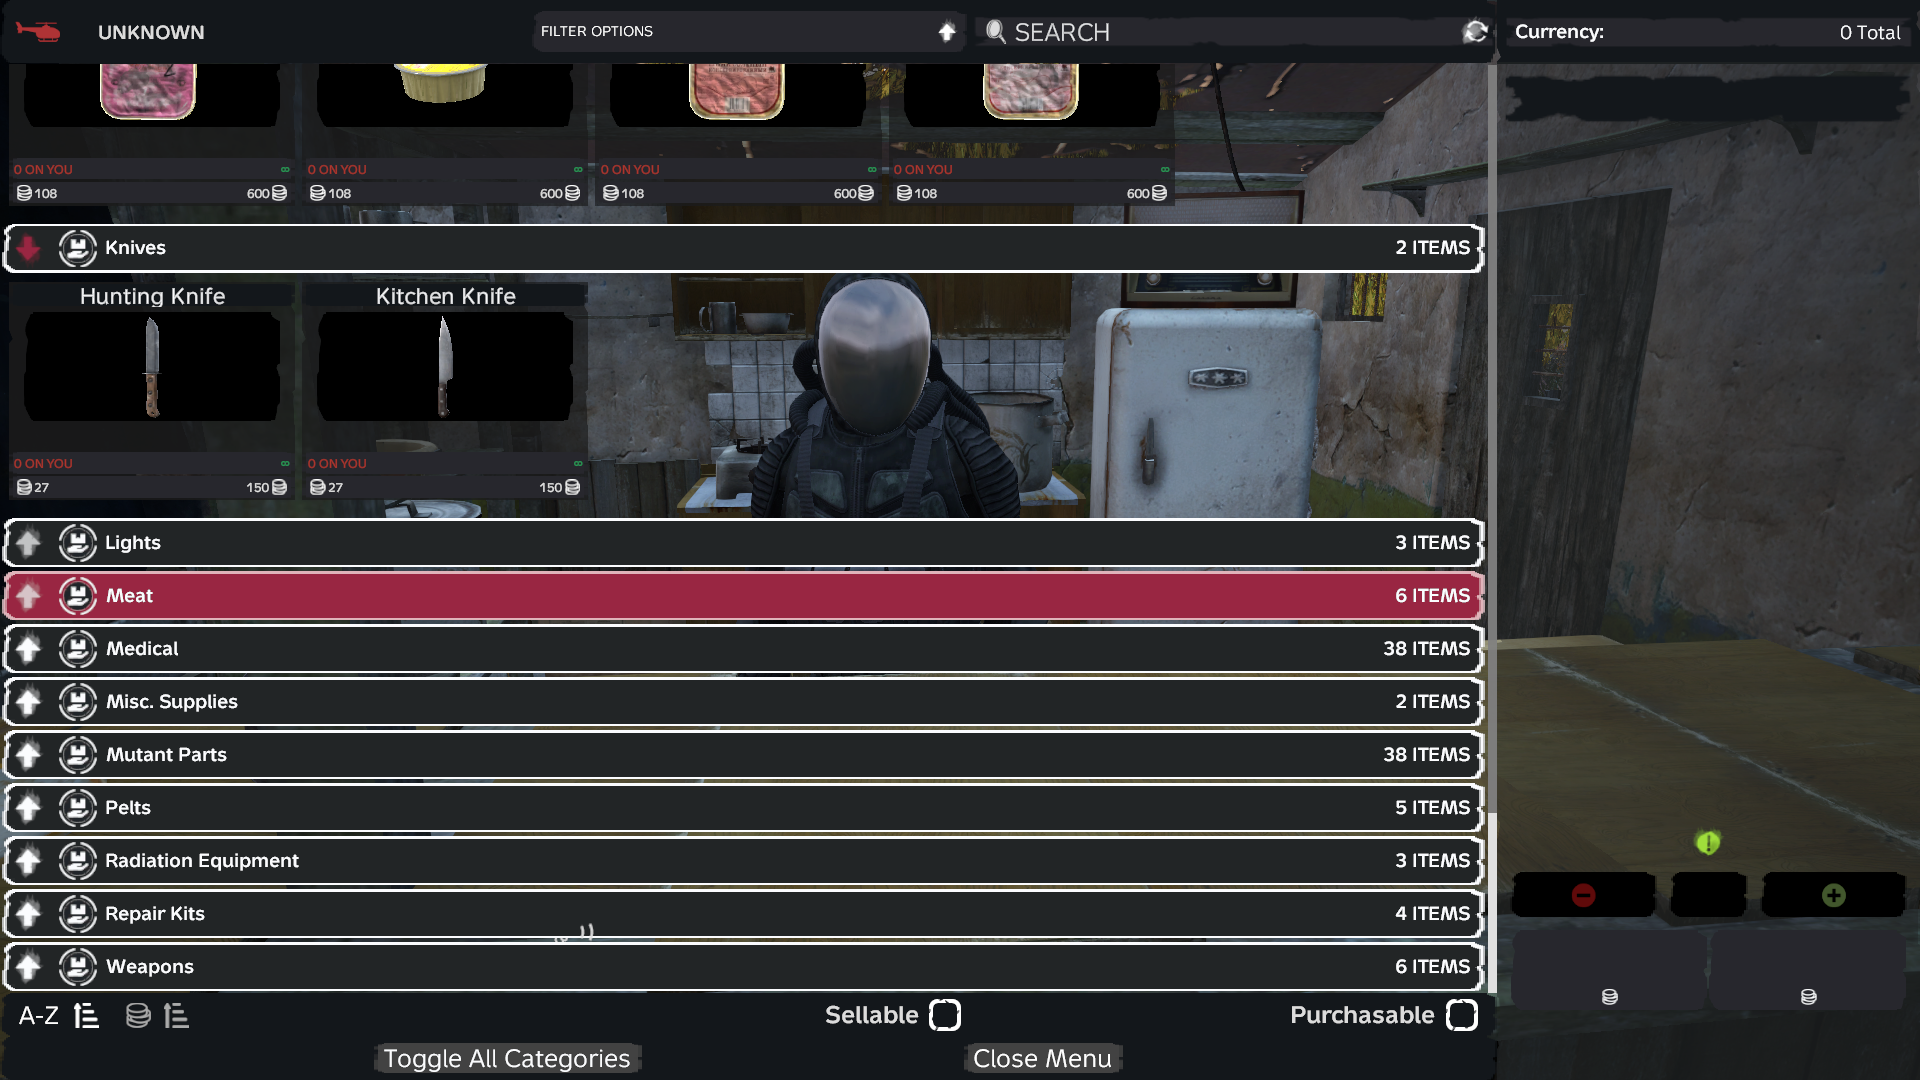 UNKNOWN
FILTER OPTIONS
SEARCH
Currency:
0 Total
0 ON YOU ∞
108 600
0 ON YOU ∞
108 600
0 ON YOU ∞
108 600
0 ON YOU ∞
108 600
Knives
2 ITEMS
Hunting Knife
Kitchen Knife
0 ON YOU ∞
27 150
0 ON YOU ∞
27 150
Lights
3 ITEMS
Meat
6 ITEMS
Medical
38 ITEMS
Misc. Supplies
2 ITEMS
Mutant Parts
38 ITEMS
Pelts
5 ITEMS
Radiation Equipment
3 ITEMS
Repair Kits
4 ITEMS
Weapons
6 ITEMS
A-Z
Sellable
Purchasable
Toggle All Categories
Close Menu